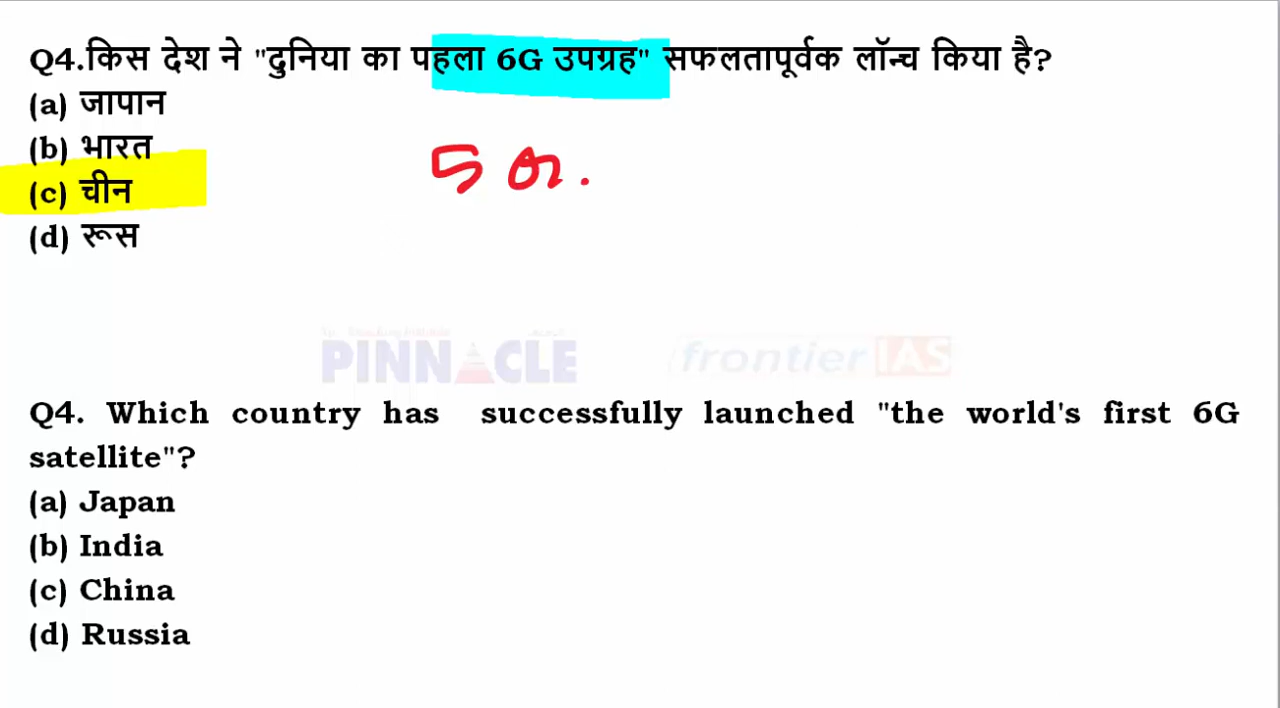 Q4.किस देश ने "दुनिया का पहला 6G उपग्रह" सफलतापूर्वक लॉन्च किया है?
(a) जापान
(b) भारत
(c) चीन
(d) रूस
PINNACLE frontier IAS
Q4. Which country has successfully launched "the world's first 6G
satellite"?
(a) Japan
(b) India
(c) China
(d) Russia